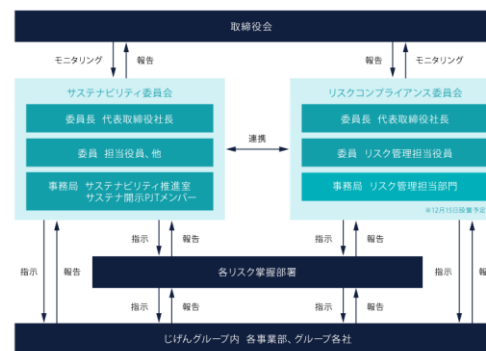 取締役会
モニタリング 報告 報告 モニタリング
サステナビリティ委員会
委員長 代表取締役社長
委員 担当役員、他
事務局 サステナビリティ推進室
サステナ開示PJTメンバー
連携
リスクコンプライアンス委員会
委員長 代表取締役社長
委員 リスク管理担当役員
事務局 リスク管理担当部門
※12月15日設置予定
指示 報告 指示 報告 指示 報告 指示 報告
各リスク掌握部署
指示 報告 指示 報告
じげんグループ内 各事業部、グループ各社